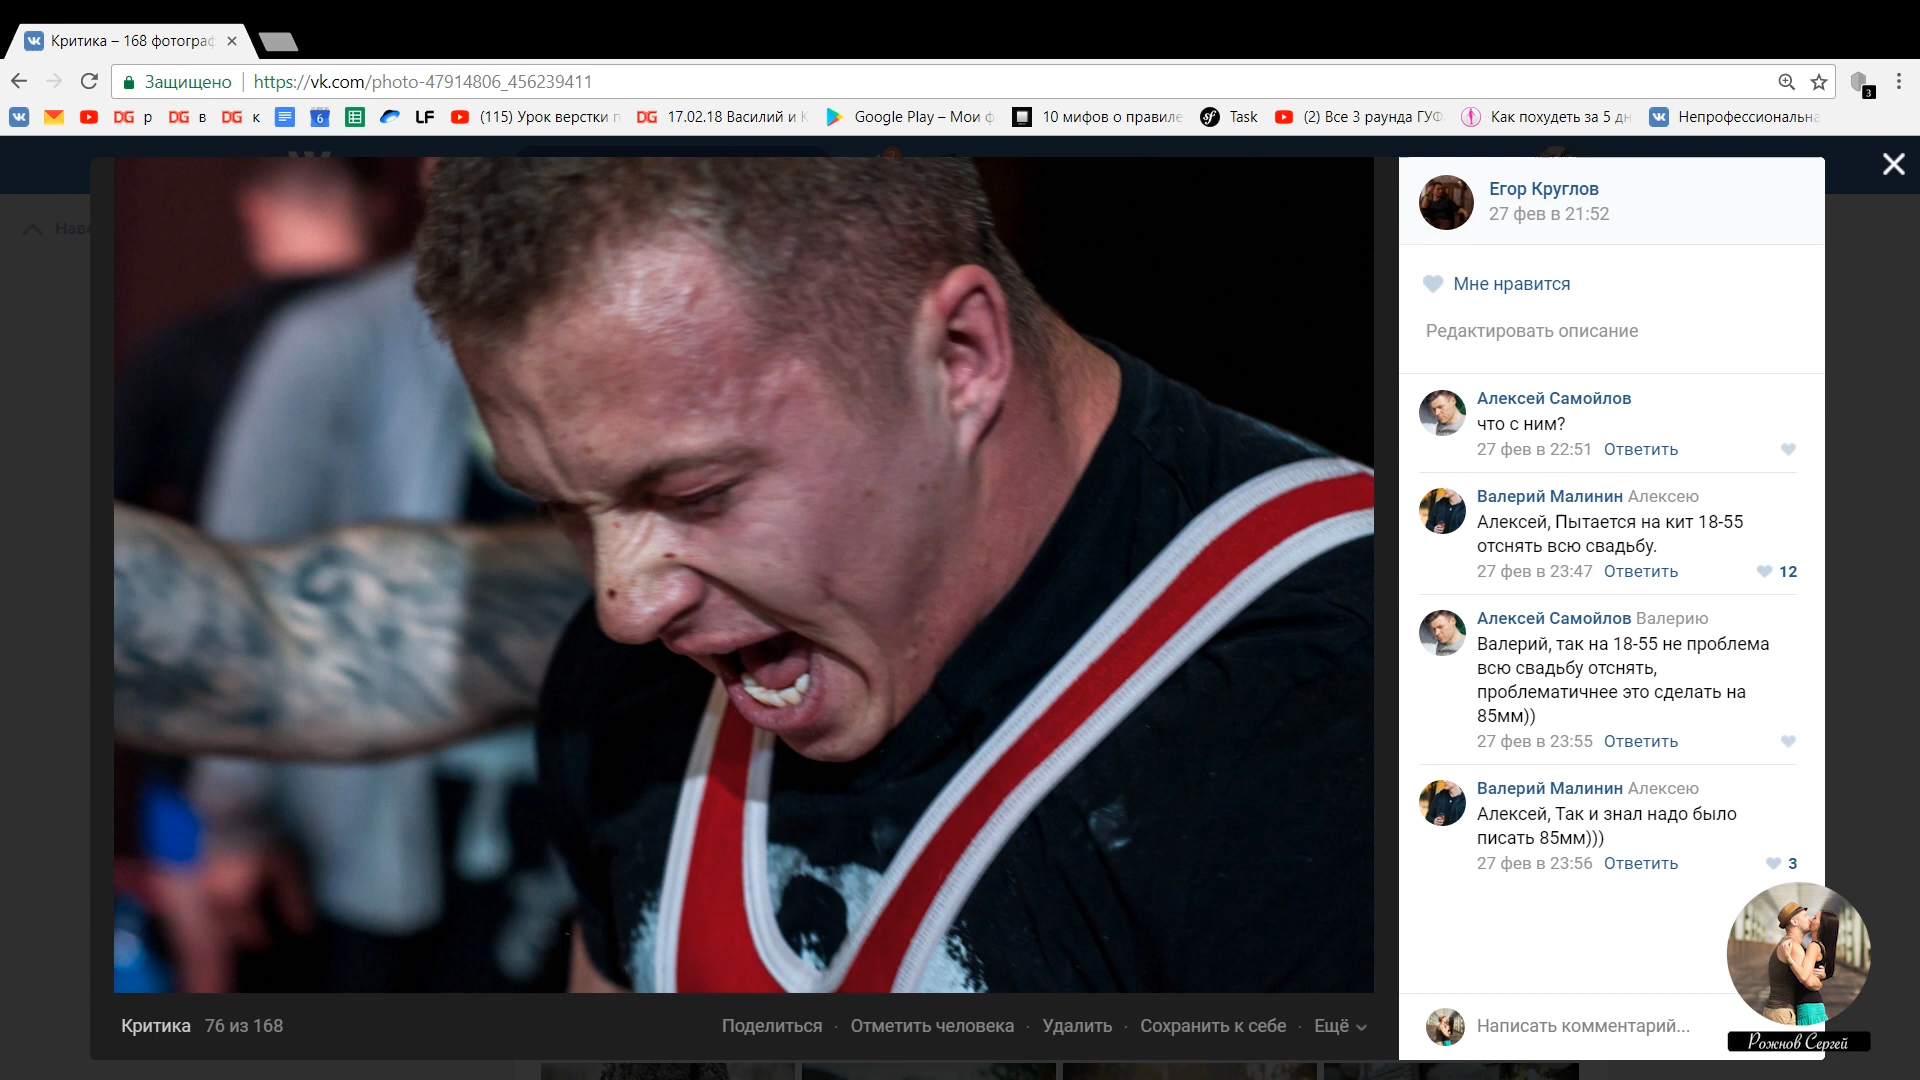 Критика – 168 фотограф
Защищено https://vk.com/photo-47914806_456239411
3
DG р DG в DG к 6 LF (115) Урок верстки DG 17.02.18 Василий и К Google Play – Мои ф 10 мифов о правиле sf Task (2) Все 3 раунда ГУФ Как похудеть за 5 дн Непрофессиональна
Егор Круглов
27 фев в 21:52
Мне нравится
Редактировать описание
Алексей Самойлов
что с ним?
27 фев в 22:51 Ответить
Валерий Малинин Алексею
Алексей, Пытается на кит 18-55
отснять всю свадьбу.
27 фев в 23:47 Ответить 12
Алексей Самойлов Валерию
Валерий, так на 18-55 не проблема
всю свадьбу отснять,
проблематичнее это сделать на
85мм))
27 фев в 23:55 Ответить
Валерий Малинин Алексею
Алексей, Так и знал надо было
писать 85мм)))
27 фев в 23:56 Ответить 3
Критика 76 из 168 Поделиться · Отметить человека · Удалить · Сохранить к себе · Ещё
Написать комментарий...
Рожнов Сергей